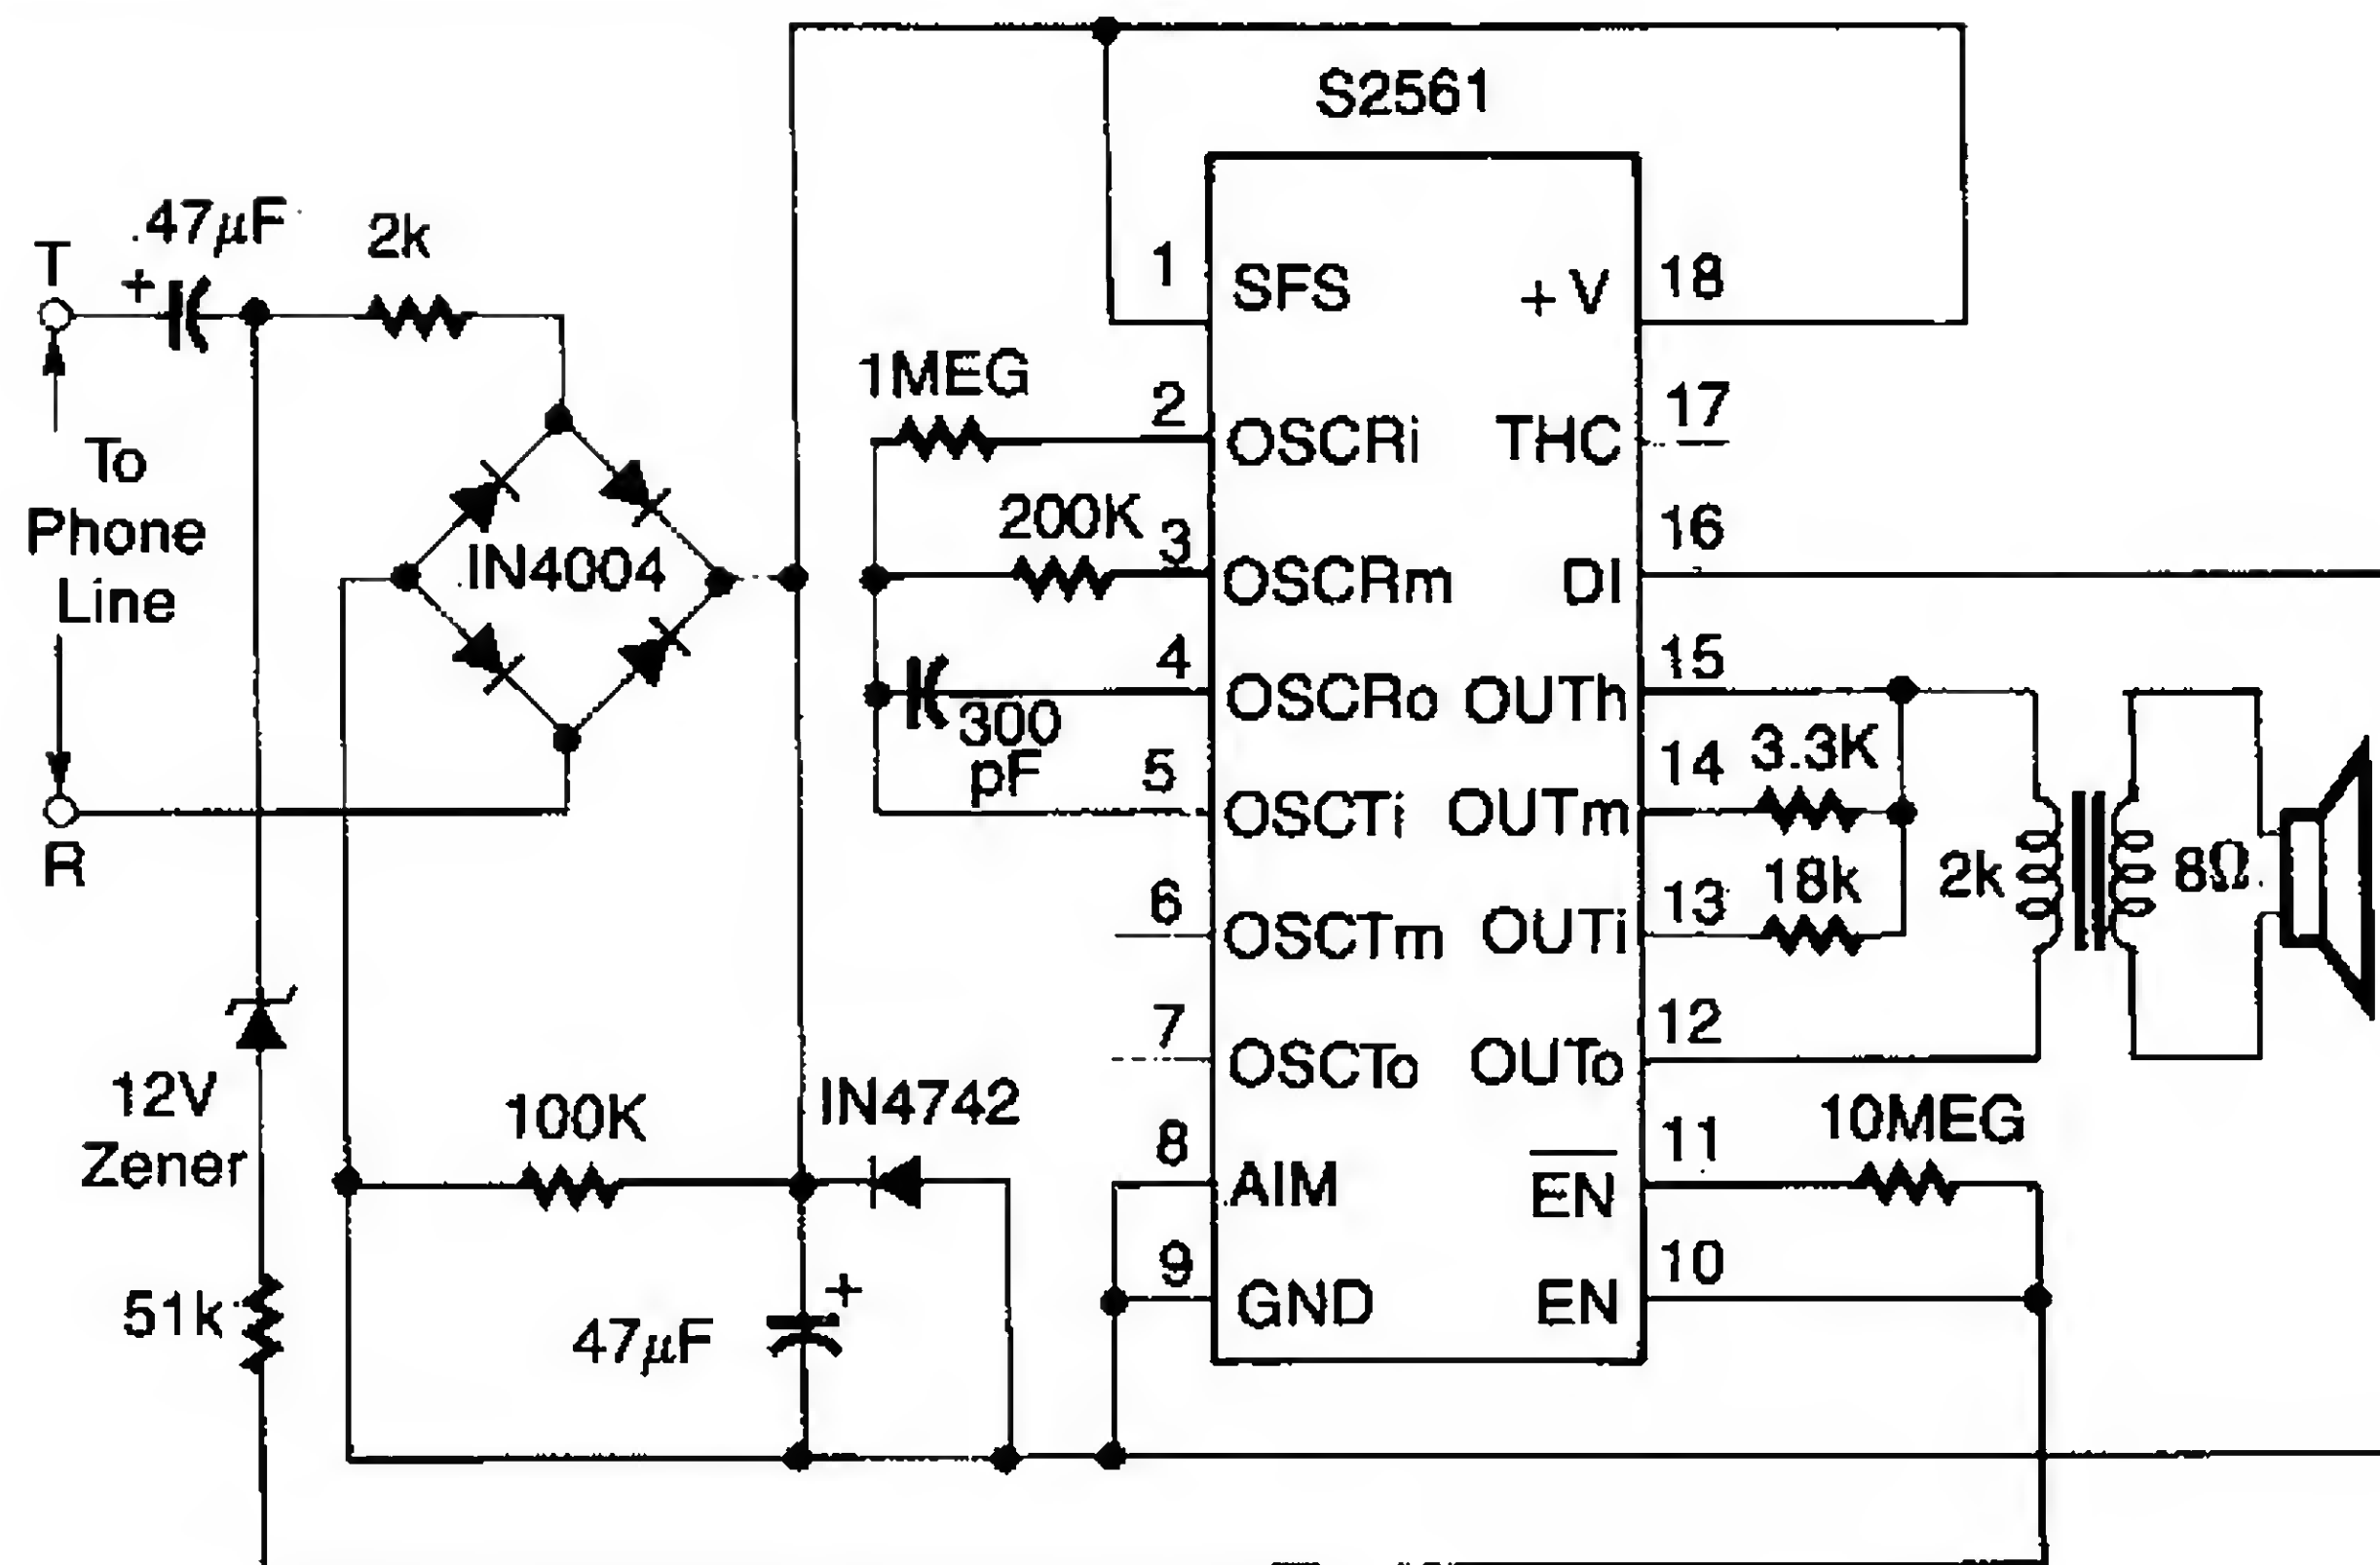 S2561
.47μF
2k
T
+
To
Phone
Line
R
IN4004
1MEG
200K
300
pF
1
2
3
4
5
6
7
8
9
SFS
OSCRi
OSCRm
OSCRo
OSCTi
OSCTm
OSCTo
AIM
GND
+V
THC
DI
OUTh
OUTm
OUTi
OUTo
EN
EN
18
17
16
15
14
13
12
11
10
3.3K
18k
2k
8Ω
10MEG
12V
Zener
51k
100K
IN4742
47μF
+